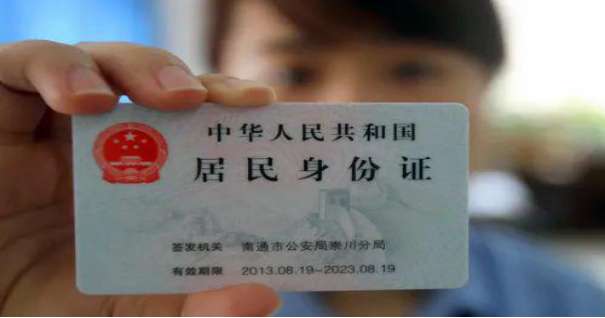 中华人民共和国
居民身份证
签发机关 南通市公安局崇川分局
有效期限 2013.08.19-2023.08.19